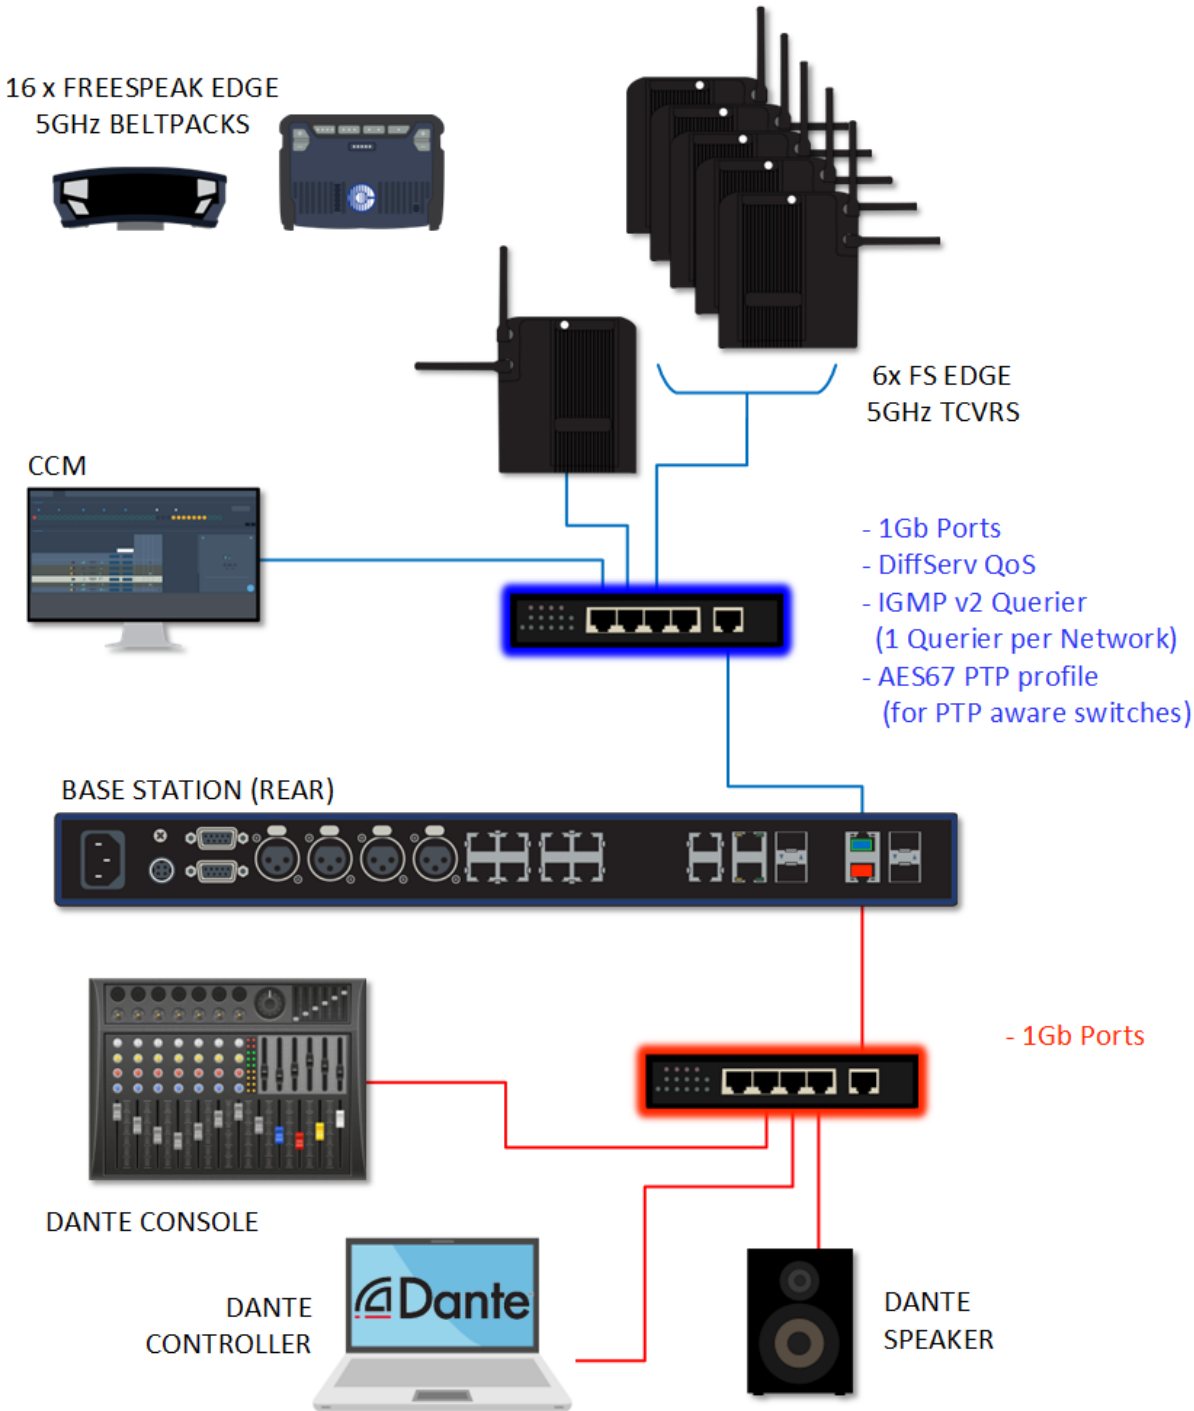 16 x FREESPEAK EDGE
5GHz BELTPACKS
6x FS EDGE
5GHz TCVRS
CCM
- 1Gb Ports
- DiffServ QoS
- IGMP v2 Querier
(1 Querier per Network)
- AES67 PTP profile
(for PTP aware switches)
BASE STATION (REAR)
- 1Gb Ports
DANTE CONSOLE
Dante
DANTE
CONTROLLER
DANTE
SPEAKER